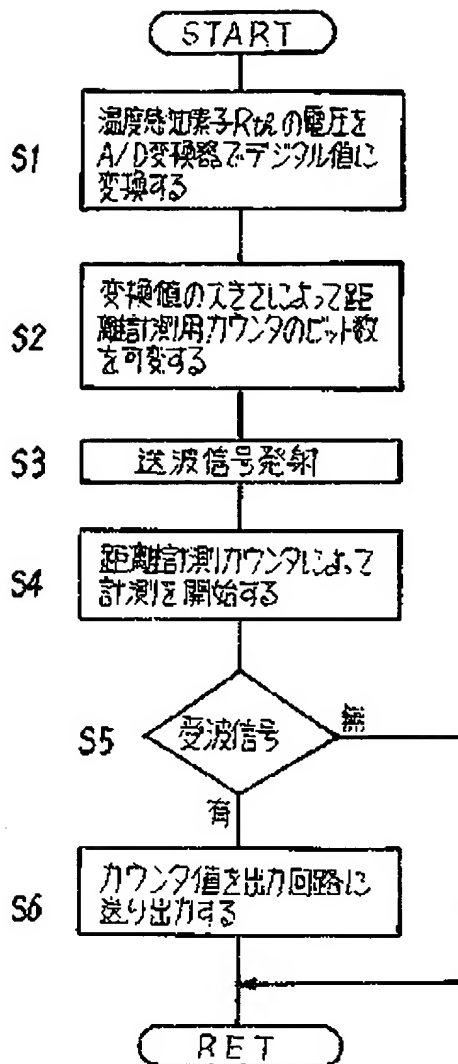 START
S1
温度感知素子Rthの電圧を
A/D変換器でデジタル値に
変換する
S2
変換値の大きさによって距
離計測用カウンタのビット数
を可変する
S3
送波信号発射
S4
距離計測カウンタによって
計測を開始する
S5
受波信号
無
有
S6
カウンタ値を出力回路に
送り出力する
RET